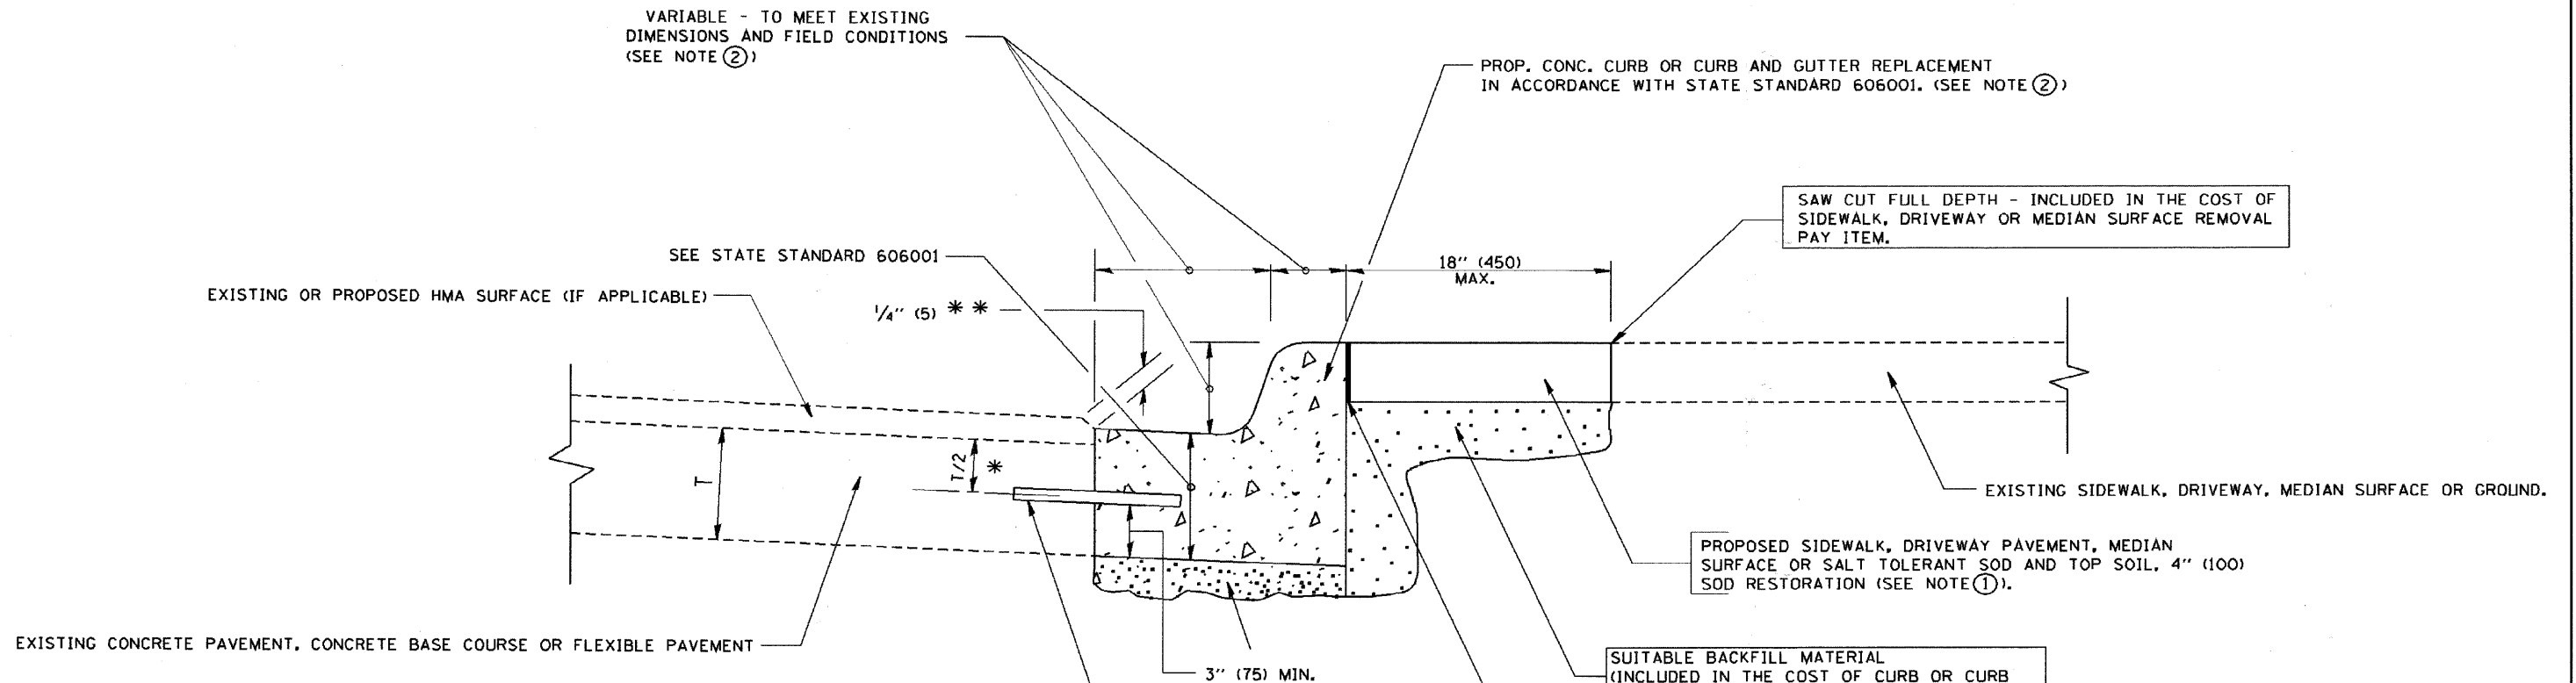 VARIABLE - TO MEET EXISTING
DIMENSIONS AND FIELD CONDITIONS
(SEE NOTE ②)
PROP. CONC. CURB OR CURB AND GUTTER REPLACEMENT
IN ACCORDANCE WITH STATE STANDARD 606001. (SEE NOTE ②)
SAW CUT FULL DEPTH - INCLUDED IN THE COST OF
SIDEWALK, DRIVEWAY OR MEDIAN SURFACE REMOVAL
PAY ITEM.
SEE STATE STANDARD 606001
18" (450)
MAX.
EXISTING OR PROPOSED HMA SURFACE (IF APPLICABLE)
1/4" (5) * *
T
T/2 *
EXISTING SIDEWALK, DRIVEWAY, MEDIAN SURFACE OR GROUND.
PROPOSED SIDEWALK, DRIVEWAY PAVEMENT, MEDIAN
SURFACE OR SALT TOLERANT SOD AND TOP SOIL, 4" (100)
SOD RESTORATION (SEE NOTE ①).
EXISTING CONCRETE PAVEMENT, CONCRETE BASE COURSE OR FLEXIBLE PAVEMENT
3" (75) MIN.
SUITABLE BACKFILL MATERIAL
(INCLUDED IN THE COST OF CURB OR CURB